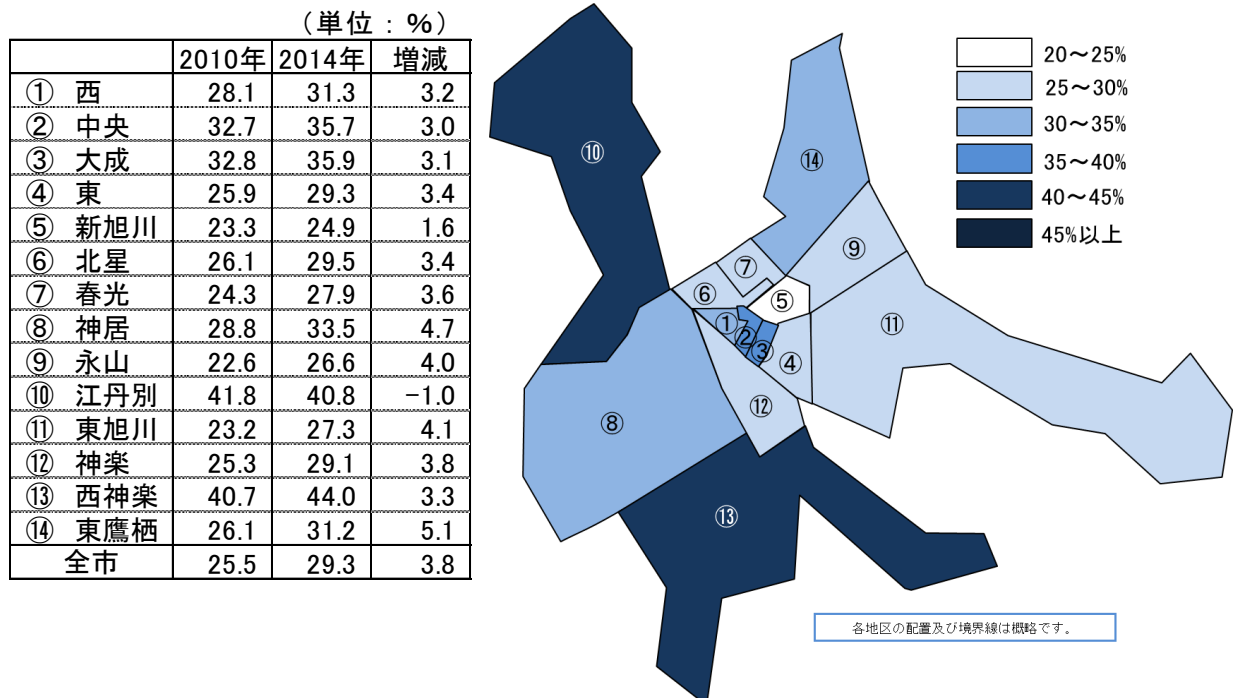 （単位：％）
2010年 2014年 増減
① 西 28.1 31.3 3.2
② 中央 32.7 35.7 3.0
③ 大成 32.8 35.9 3.1
④ 東 25.9 29.3 3.4
⑤ 新旭川 23.3 24.9 1.6
⑥ 北星 26.1 29.5 3.4
⑦ 春光 24.3 27.9 3.6
⑧ 神居 28.8 33.5 4.7
⑨ 永山 22.6 26.6 4.0
⑩ 江丹別 41.8 40.8 −1.0
⑪ 東旭川 23.2 27.3 4.1
⑫ 神楽 25.3 29.1 3.8
⑬ 西神楽 40.7 44.0 3.3
⑭ 東鷹栖 26.1 31.2 5.1
全市 25.5 29.3 3.8
20～25%
25～30%
30～35%
35～40%
40～45%
45%以上
⑩
⑭
⑨
⑦
⑥
⑤
①
②
③
④
⑪
⑫
⑧
⑬
各地区の配置及び境界線は概略です。